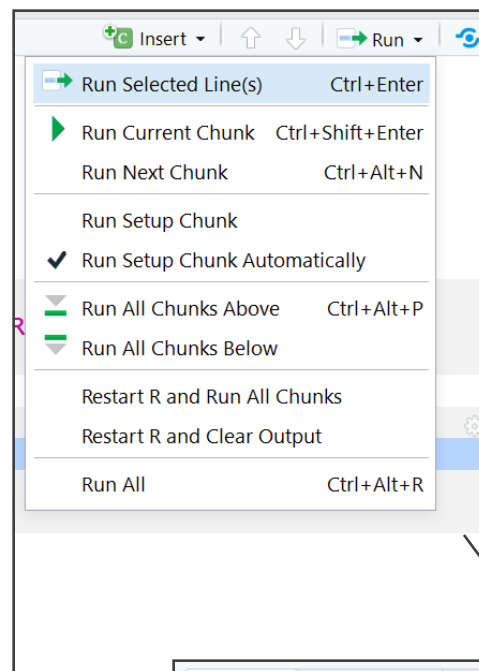 C Insert Run
Run Selected Line(s) Ctrl+Enter
Run Current Chunk Ctrl+Shift+Enter
Run Next Chunk Ctrl+Alt+N
Run Setup Chunk
Run Setup Chunk Automatically
Run All Chunks Above Ctrl+Alt+P
R
Run All Chunks Below
Restart R and Run All Chunks
Restart R and Clear Output
Run All Ctrl+Alt+R